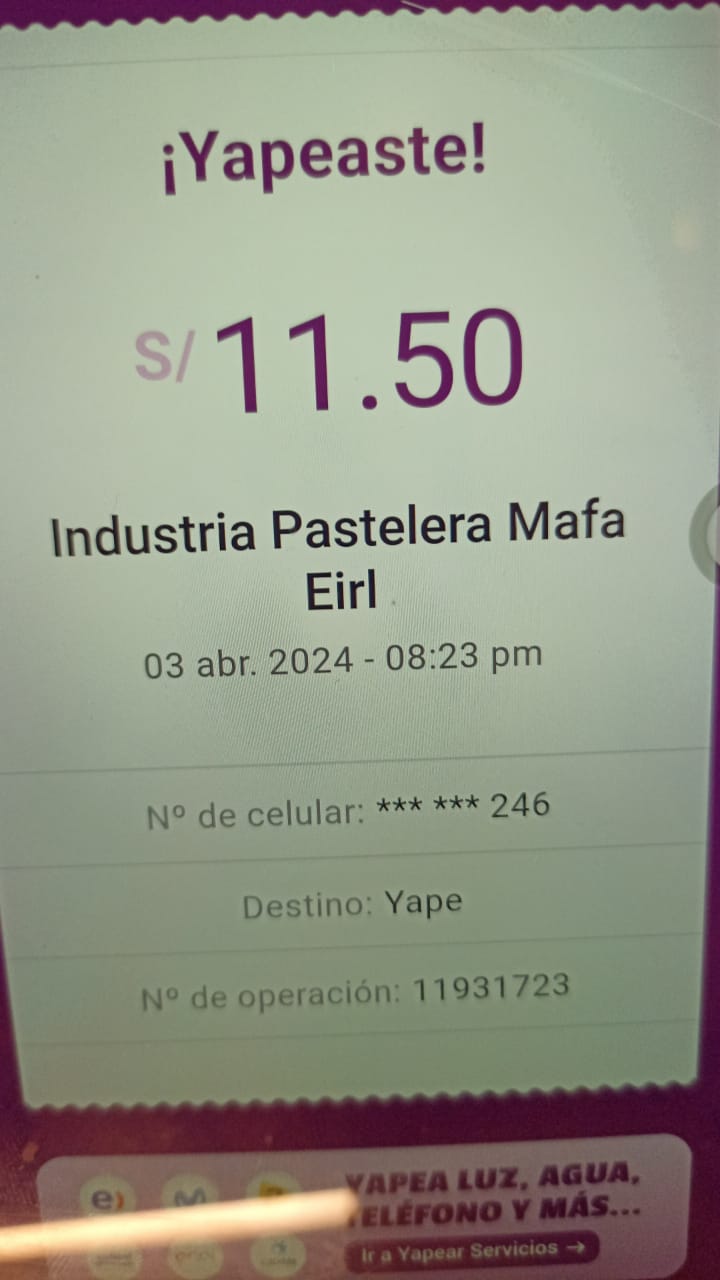 ¡Yapeaste!
S/ 11.50
Industria Pastelera Mafa
Eirl
03 abr. 2024 - 08:23 pm
Nº de celular: *** *** 246
Destino: Yape
Nº de operación: 11931723
YAPEA LUZ, AGUA,
TELÉFONO Y MÁS...
Ir a Yapear Servicios →